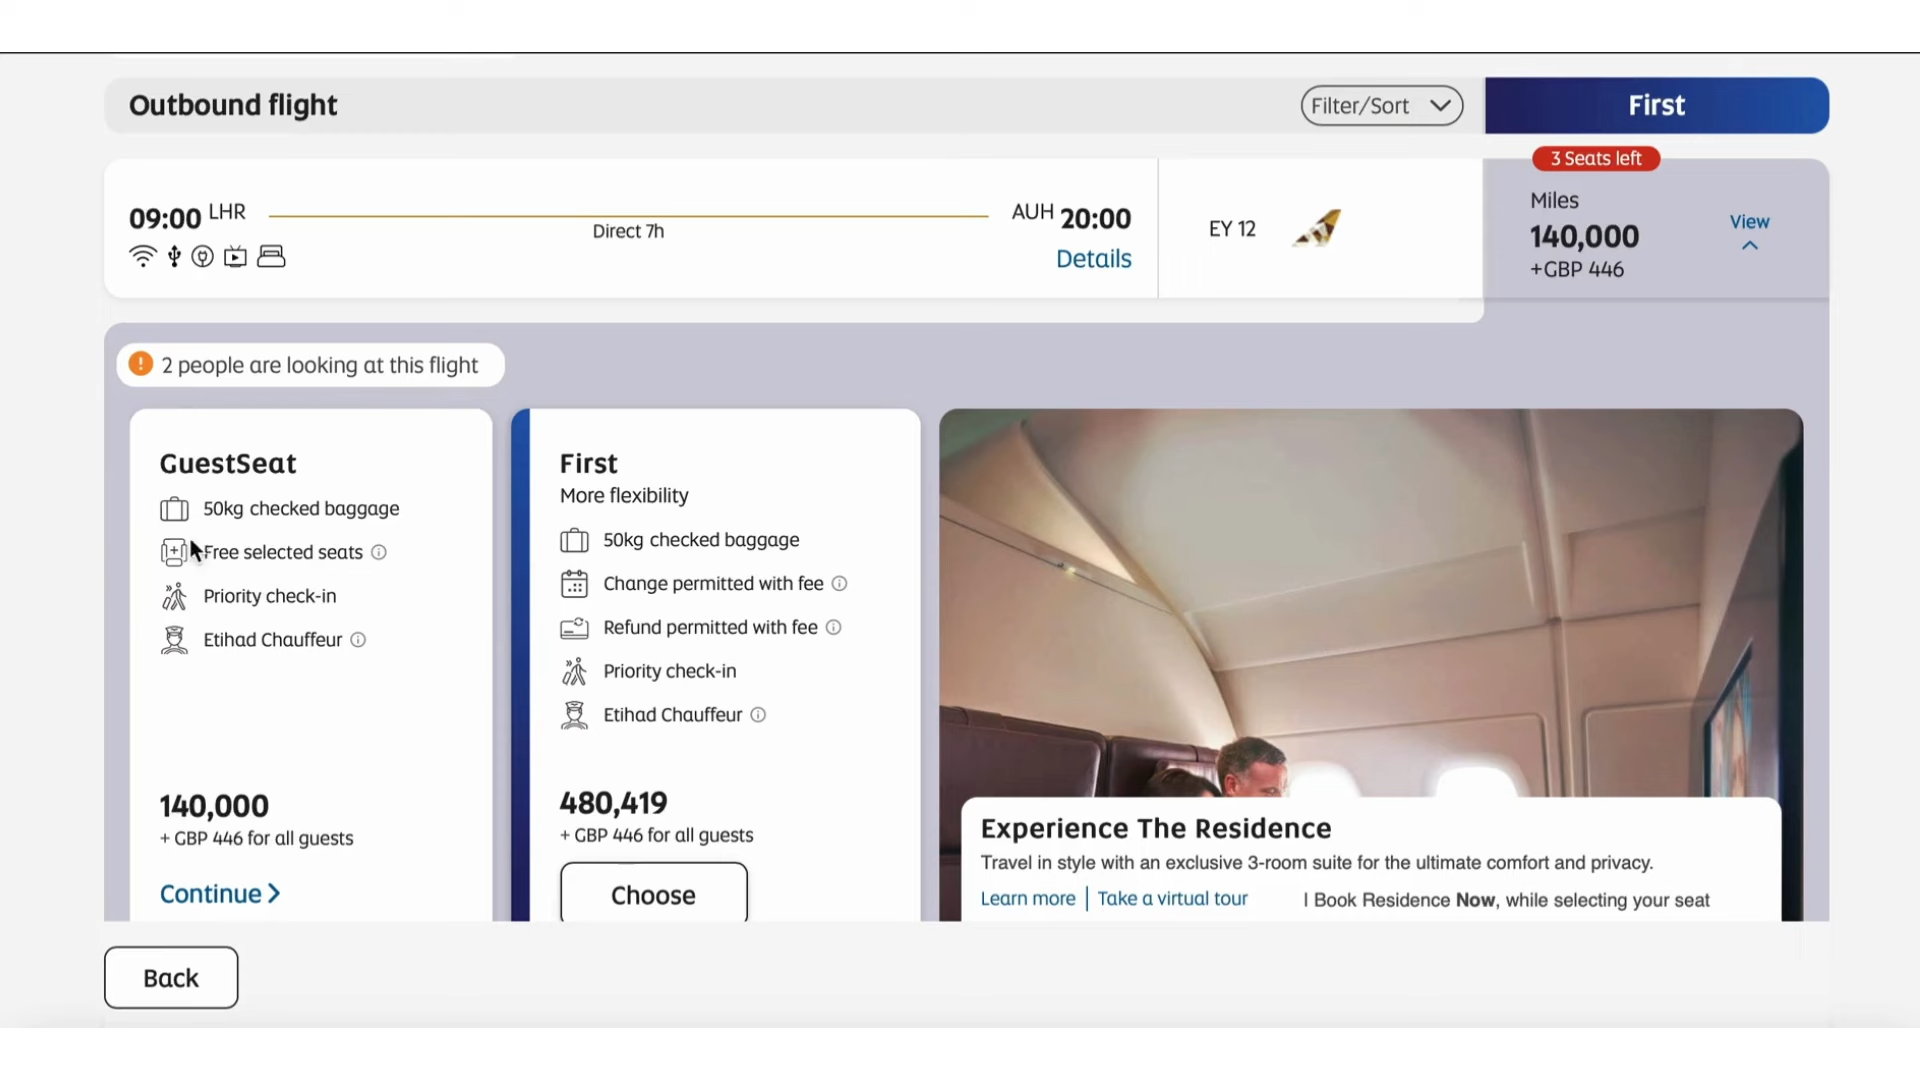 Outbound flight
Filter/Sort
First
3 Seats left
09:00 LHR
Direct 7h
AUH 20:00
Details
EY 12
Miles
140,000
+GBP 446
View
2 people are looking at this flight
GuestSeat
50kg checked baggage
Free selected seats
Priority check-in
Etihad Chauffeur
140,000
+ GBP 446 for all guests
Continue
First
More flexibility
50kg checked baggage
Change permitted with fee
Refund permitted with fee
Priority check-in
Etihad Chauffeur
480,419
+ GBP 446 for all guests
Choose
Experience The Residence
Travel in style with an exclusive 3-room suite for the ultimate comfort and privacy.
Learn more | Take a virtual tour
| Book Residence Now, while selecting your seat
Back